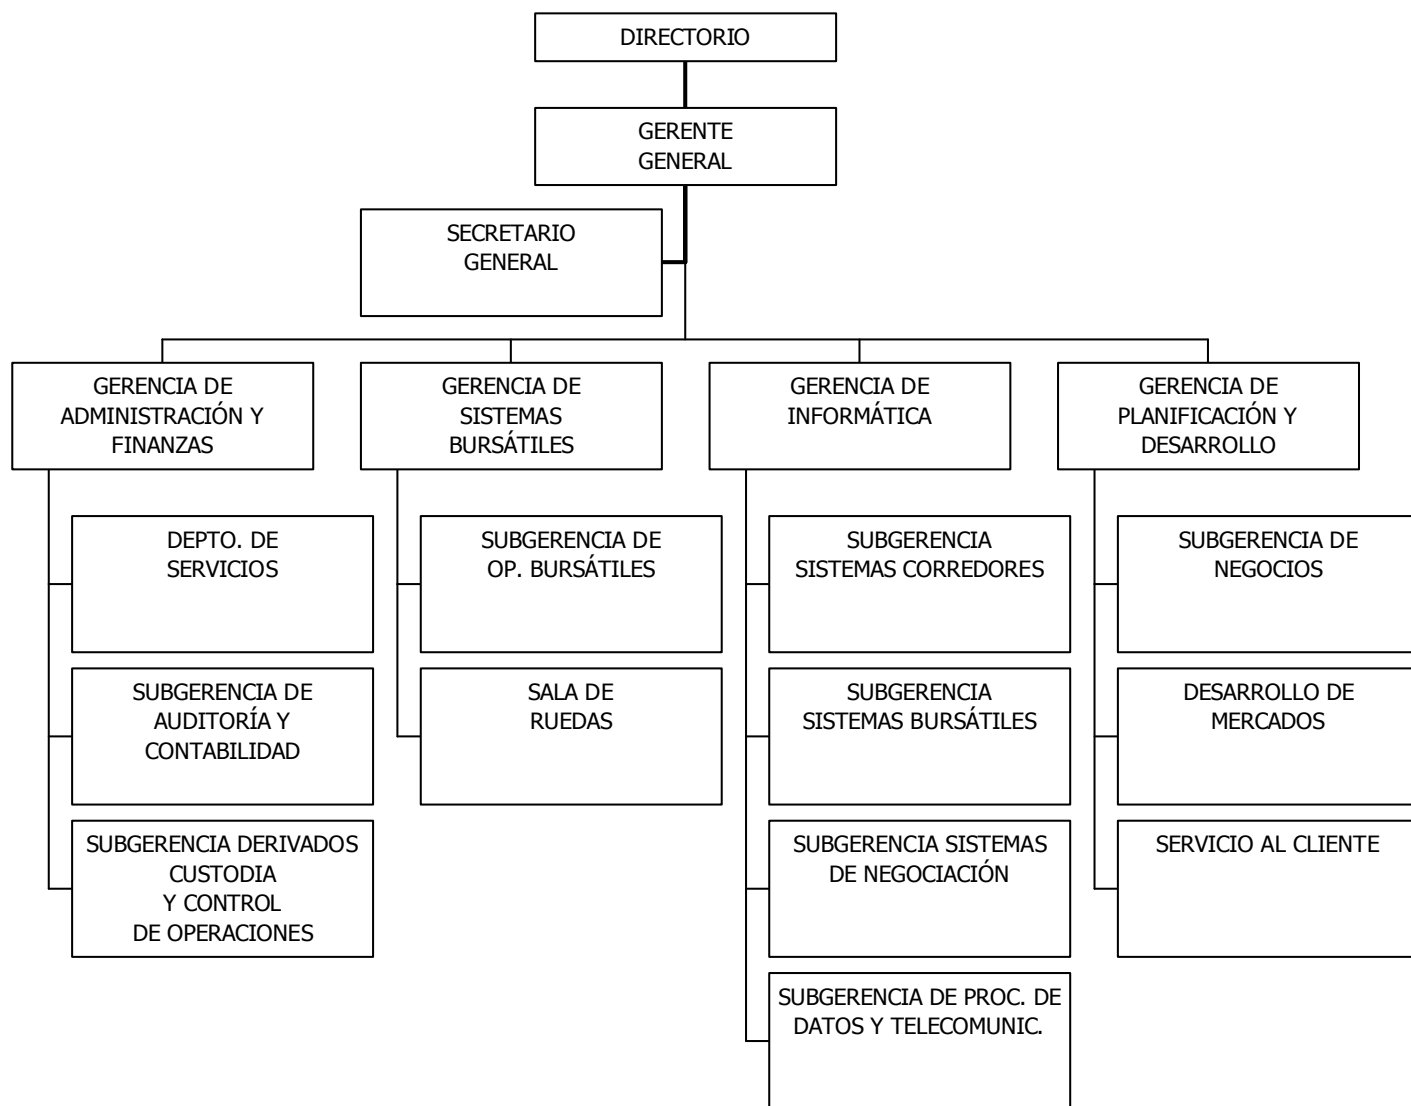 DIRECTORIO
GERENTE
GENERAL
SECRETARIO
GENERAL
GERENCIA DE
ADMINISTRACIÓN Y
FINANZAS
GERENCIA DE
SISTEMAS
BURSÁTILES
GERENCIA DE
INFORMÁTICA
GERENCIA DE
PLANIFICACIÓN Y
DESARROLLO
DEPTO. DE
SERVICIOS
SUBGERENCIA DE
AUDITORÍA Y
CONTABILIDAD
SUBGERENCIA DERIVADOS
CUSTODIA
Y CONTROL
DE OPERACIONES
SUBGERENCIA DE
OP. BURSÁTILES
SALA DE
RUEDAS
SUBGERENCIA
SISTEMAS CORREDORES
SUBGERENCIA
SISTEMAS BURSÁTILES
SUBGERENCIA SISTEMAS
DE NEGOCIACIÓN
SUBGERENCIA DE PROC. DE
DATOS Y TELECOMUNIC.
SUBGERENCIA DE
NEGOCIOS
DESARROLLO DE
MERCADOS
SERVICIO AL CLIENTE